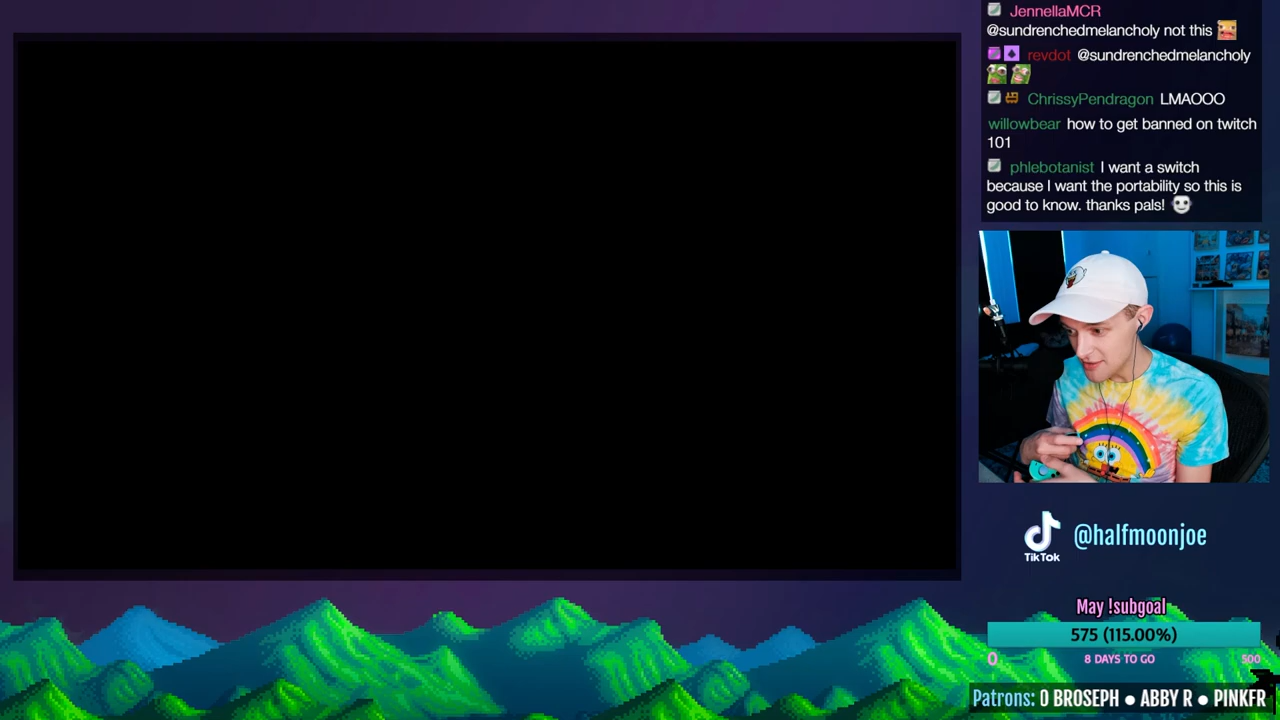 JennellaMCR
@sundrenchedmelancholy not this
revdot @sundrenchedmelancholy
ChrissyPendragon LMAOOO
willowbear how to get banned on twitch
101
phlebotanist I want a switch
because I want the portability so this is
good to know. thanks pals!
TikTok
@halfmoonjoe
May !subgoal
575 (115.00%)
0 8 DAYS TO GO 500
Patrons: O BROSEPH ● ABBY R ● PINKFR